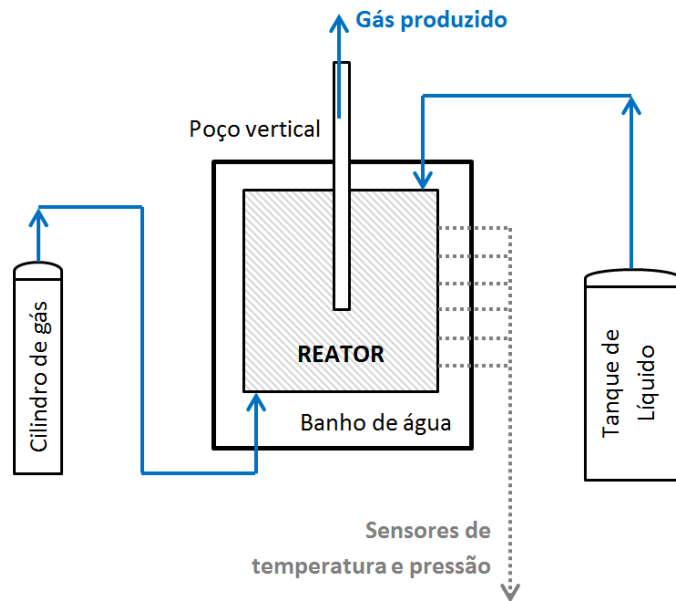 Gás produzido
Poço vertical
Cilindro de gás
REATOR
Banho de água
Tanque de
Líquido
Sensores de
temperatura e pressão